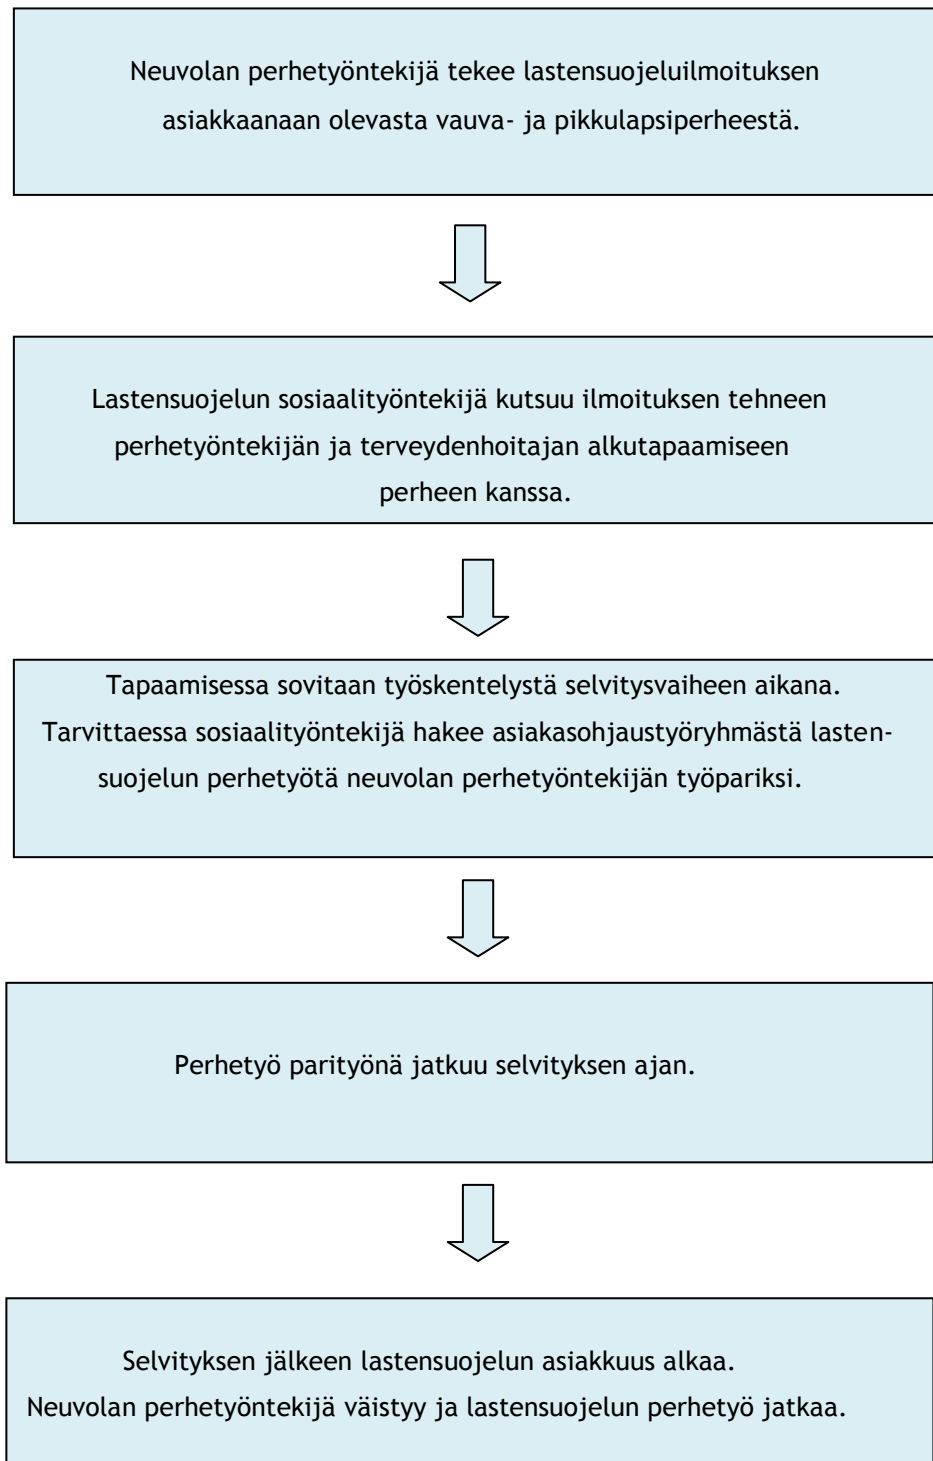 Neuvolan perhetyöntekijä tekee lastensuojeluilmoituksen
asiakkaanaan olevasta vauva- ja pikkulapsiperheestä.
Lastensuojelun sosiaalityöntekijä kutsuu ilmoituksen tehneen
perhetyöntekijän ja terveydenhoitajan alkutapaamiseen
perheen kanssa.
Tapaamisessa sovitaan työskentelystä selvitysvaiheen aikana.
Tarvittaessa sosiaalityöntekijä hakee asiakasohjaustyöryhmästä lasten-
suojelun perhetyötä neuvolan perhetyöntekijän työpariksi.
Perhetyö parityönä jatkuu selvityksen ajan.
Selvityksen jälkeen lastensuojelun asiakkuus alkaa.
Neuvolan perhetyöntekijä väistyy ja lastensuojelun perhetyö jatkaa.